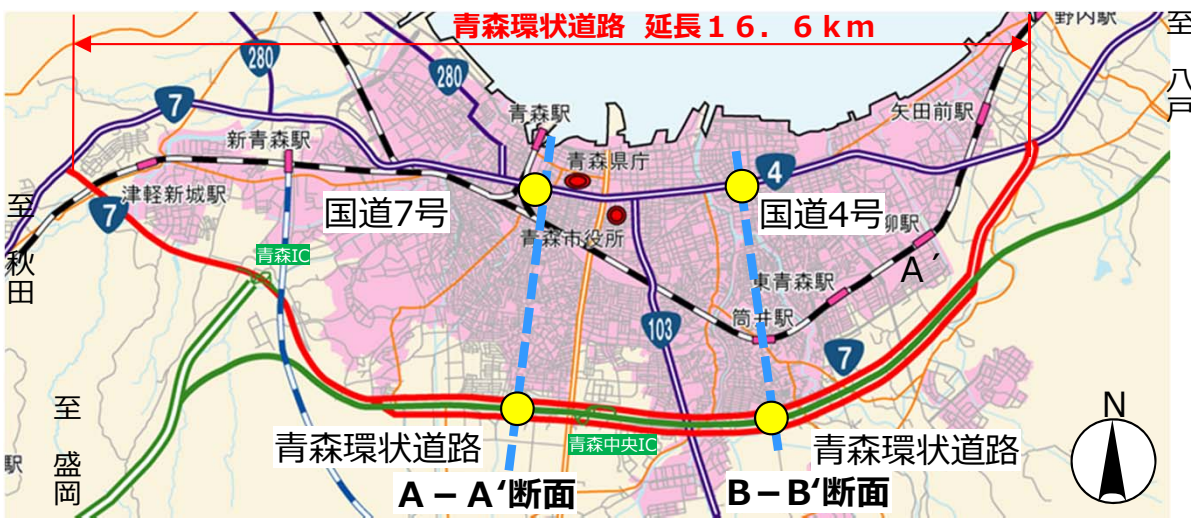 青森環状道路 延長１６．６ｋｍ
野内駅
至 八戸
280
280
7
青森駅
矢田前駅
新青森駅
青森県庁
4
津軽新城駅
国道7号
国道4号
7
柳駅
至 秋田
青森市役所
青森IC
A´
東青森駅
筒井駅
103
7
至 盛岡
青森環状道路
青森中央IC
青森環状道路
N
駅
A－A‘断面
B－B‘断面